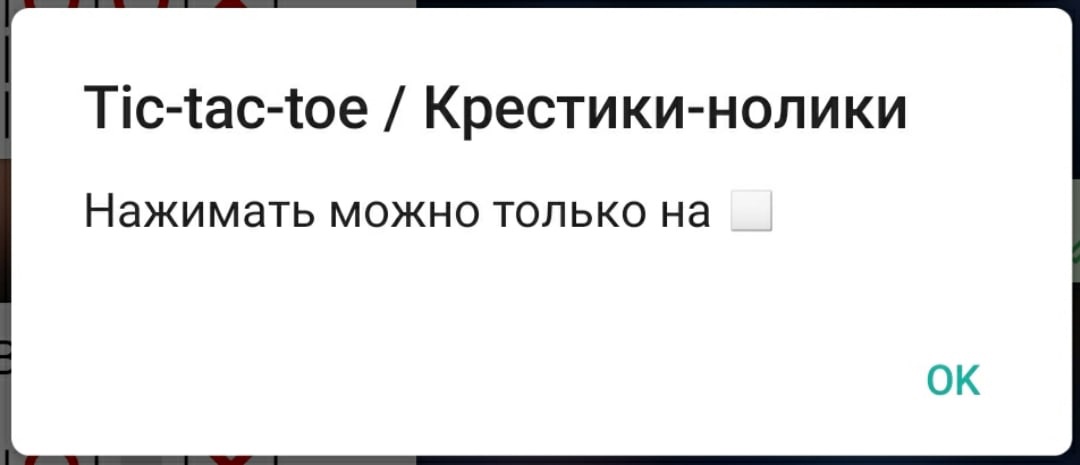 Tic-tac-toe / Крестики-нолики
Нажимать можно только на ⬜
OK